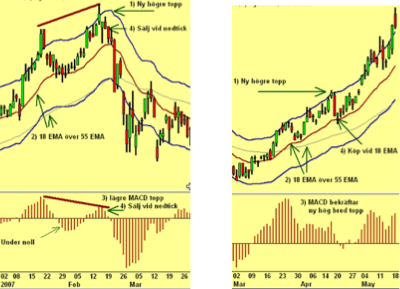 1) Ny högre topp
4) Sälj vid nedtick
2) 18 EMA över 55 EMA
3) lägre MACD topp
4) Sälj vid nedtick
Under noll
02 08 15 22 29 05 12 20 26 05 12 19 26
2007 Feb Mar
1) Ny högre topp
4) Köp vid 18 EMA
2) 18 EMA över 55 EMA
3) MACD bekräftar
ny hög med topp
02 09 16 23 30 06 13 20 27 04 11 18
Mar Apr May